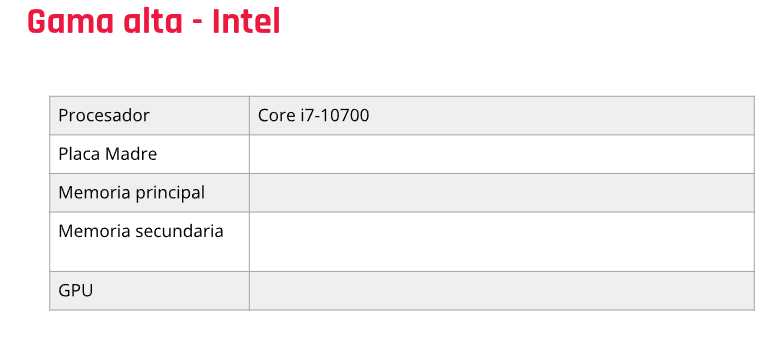 Gama alta - Intel
Procesador Core i7-10700
Placa Madre
Memoria principal
Memoria secundaria
GPU